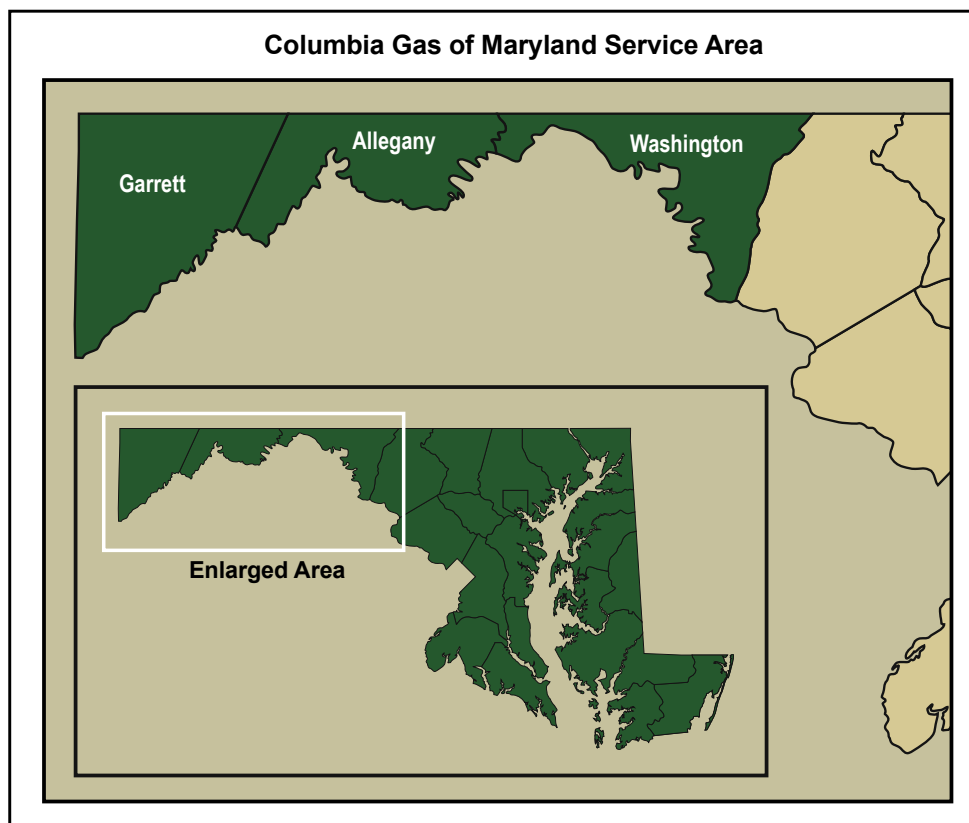 Columbia Gas of Maryland Service Area
Allegany
Washington
Garrett
Enlarged Area